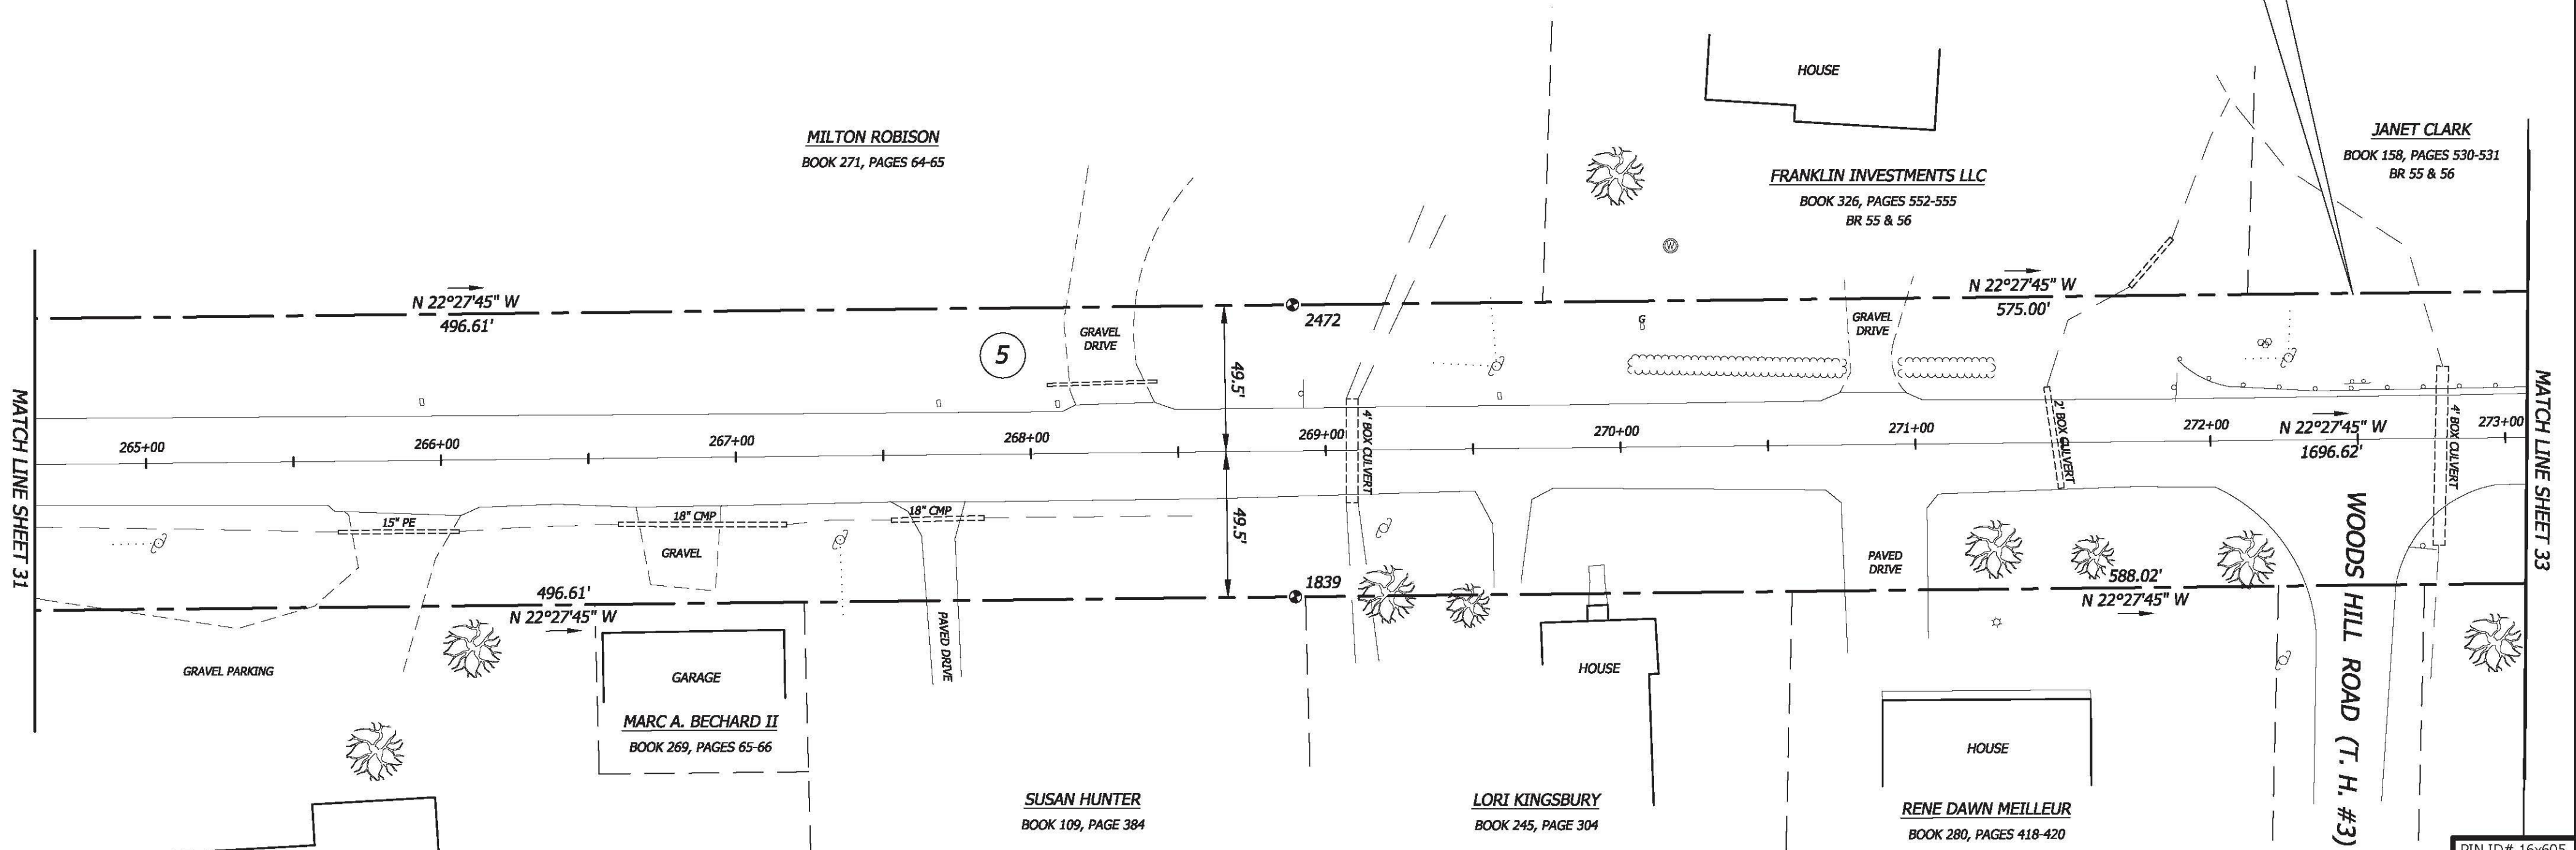 HOUSE
MILTON ROBISON
BOOK 271, PAGES 64-65
JANET CLARK
BOOK 158, PAGES 530-531
BR 55 & 56
FRANKLIN INVESTMENTS LLC
BOOK 326, PAGES 552-555
BR 55 & 56
W
N 22°27'45" W
496.61'
2472
N 22°27'45" W
575.00'
G
GRAVEL
DRIVE
GRAVEL
DRIVE
5
49.5'
MATCH LINE SHEET 31
265+00
266+00
267+00
268+00
269+00
4' BOX CULVERT
270+00
271+00
2' BOX CULVERT
272+00
N 22°27'45" W
1696.62'
4' BOX CULVERT
273+00
MATCH LINE SHEET 33
15" PE
18" CMP
18" CMP
49.5'
GRAVEL
PAVED
DRIVE
496.61'
N 22°27'45" W
1839
588.02'
N 22°27'45" W
WOODS HILL ROAD (T. H. #3)
PAVED DRIVE
GRAVEL PARKING
GARAGE
HOUSE
MARC A. BECHARD II
BOOK 269, PAGES 65-66
HOUSE
SUSAN HUNTER
BOOK 109, PAGE 384
LORI KINGSBURY
BOOK 245, PAGE 304
RENE DAWN MEILLEUR
BOOK 280, PAGES 418-420
PIN ID# 16x605